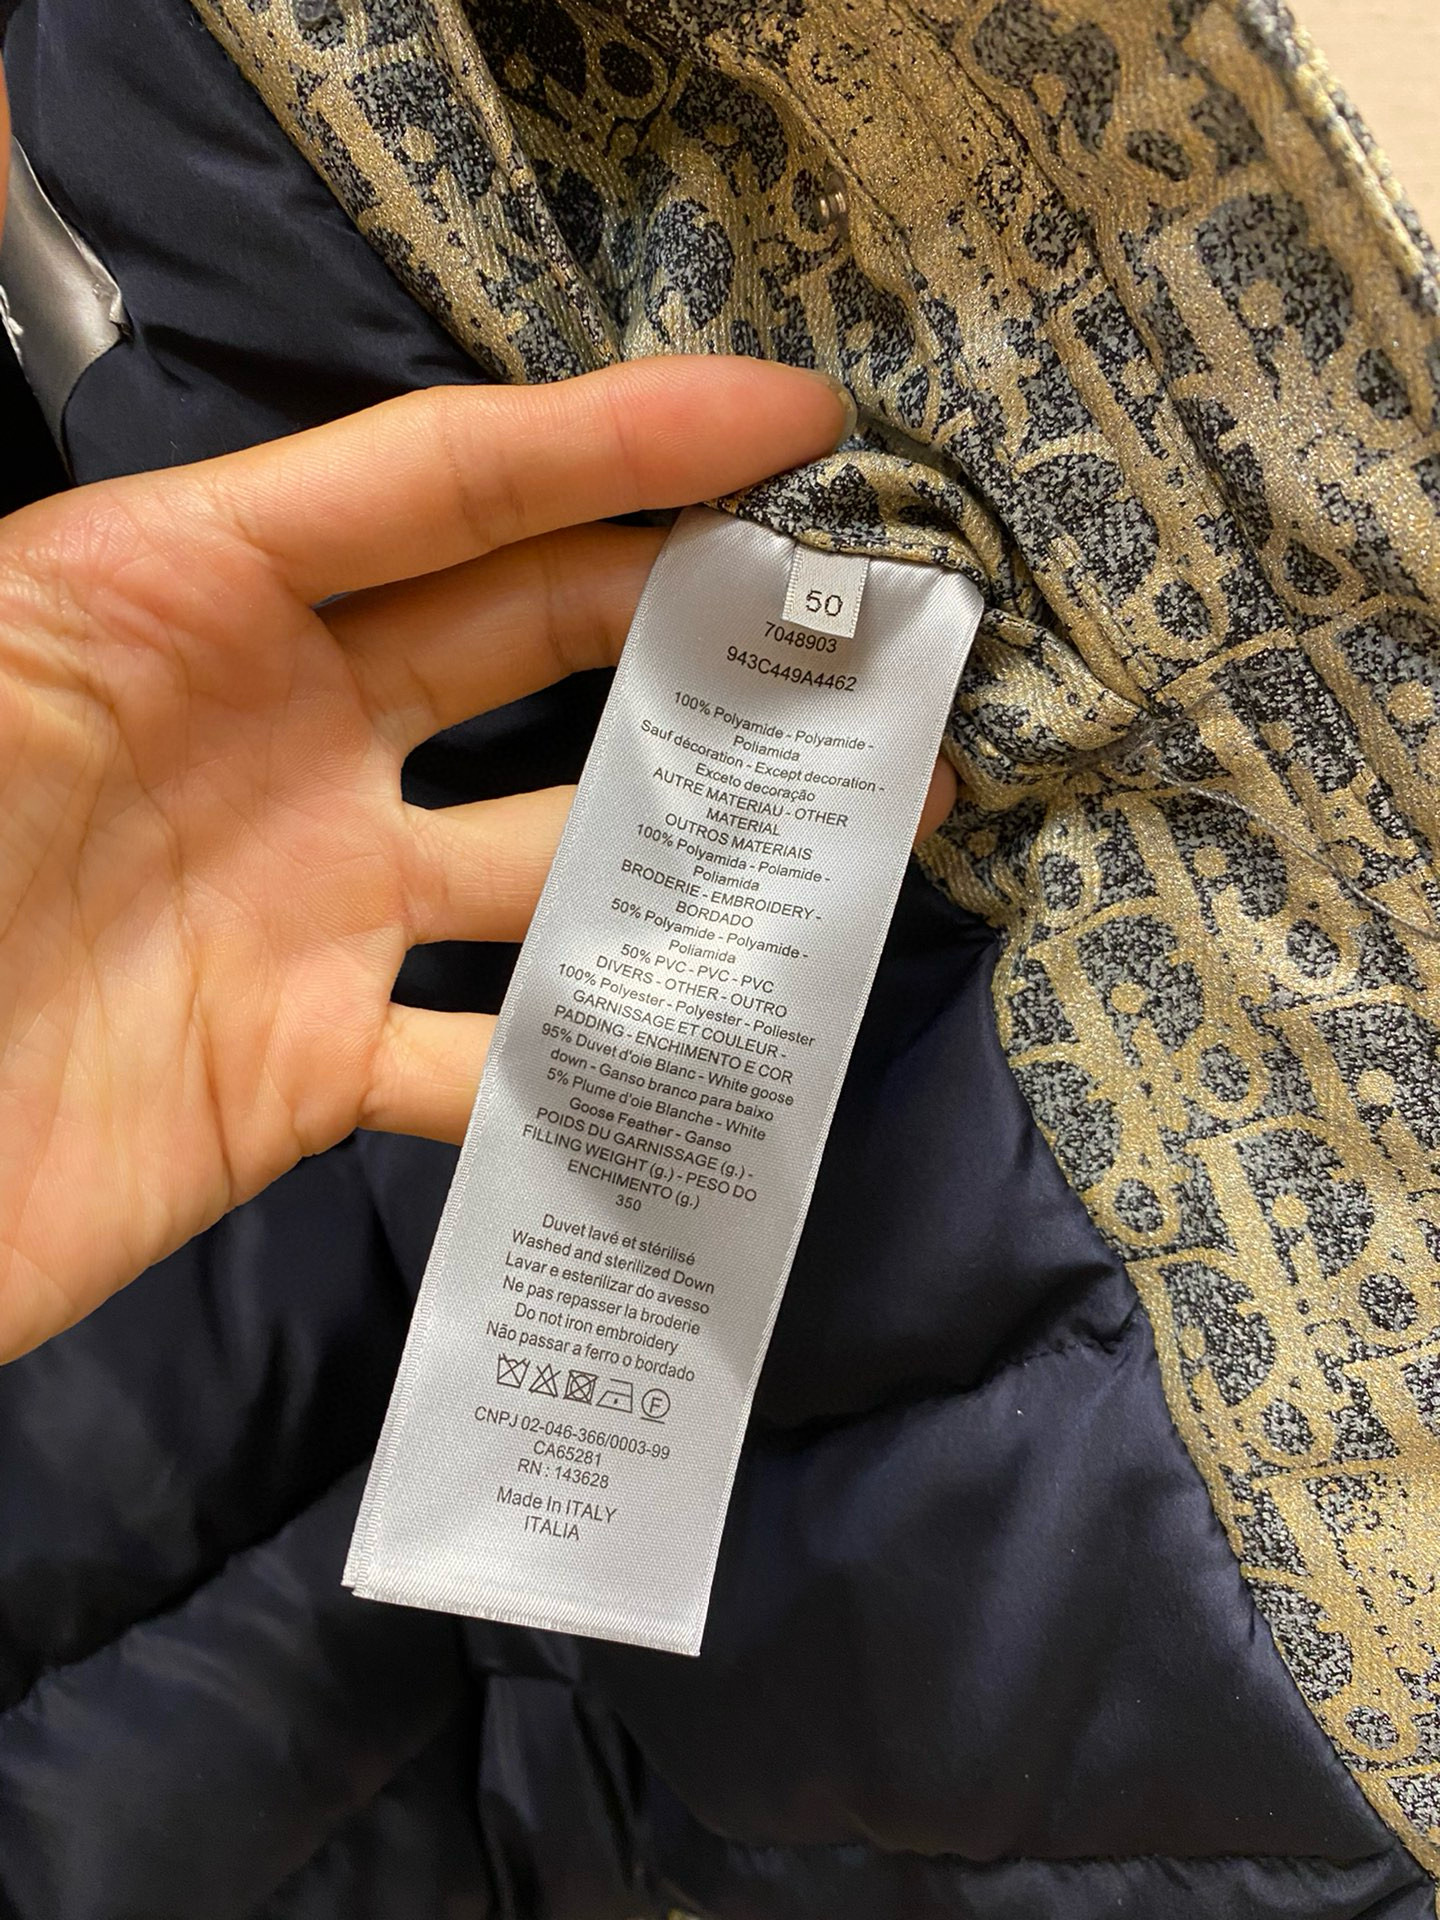 50
7048903
943C449A4462
100% Polyamide - Polyamide -
Poliamida
Sauf décoration - Except decoration -
Exceto decoração
AUTRE MATERIAU - OTHER
MATERIAL
OUTROS MATERIAIS
100% Polyamida - Polamide -
Poliamida
BRODERIE - EMBROIDERY -
BORDADO
50% Polyamide - Polyamide -
Poliamida
50% PVC - PVC - PVC
DIVERS - OTHER - OUTRO
100% Polyester - Polyester - Poliester
GARNISSAGE ET COULEUR -
PADDING - ENCHIMENTO E COR
95% Duvet d'oie Blanc - White goose
down - Ganso branco para baixo
5% Plume d'oie Blanche - White
Goose Feather - Ganso
POIDS DU GARNISSAGE (g.) -
FILLING WEIGHT (g.) - PESO DO
ENCHIMENTO (g.)
350
Duvet lavé et stérilisé
Washed and sterilized Down
Lavar e esterilizar do avesso
Ne pas repasser la broderie
Do not iron embroidery
Não passar a ferro o bordado
F
CNPJ 02-046-366/0003-99
CA65281
RN : 143628
Made In ITALY
ITALIA